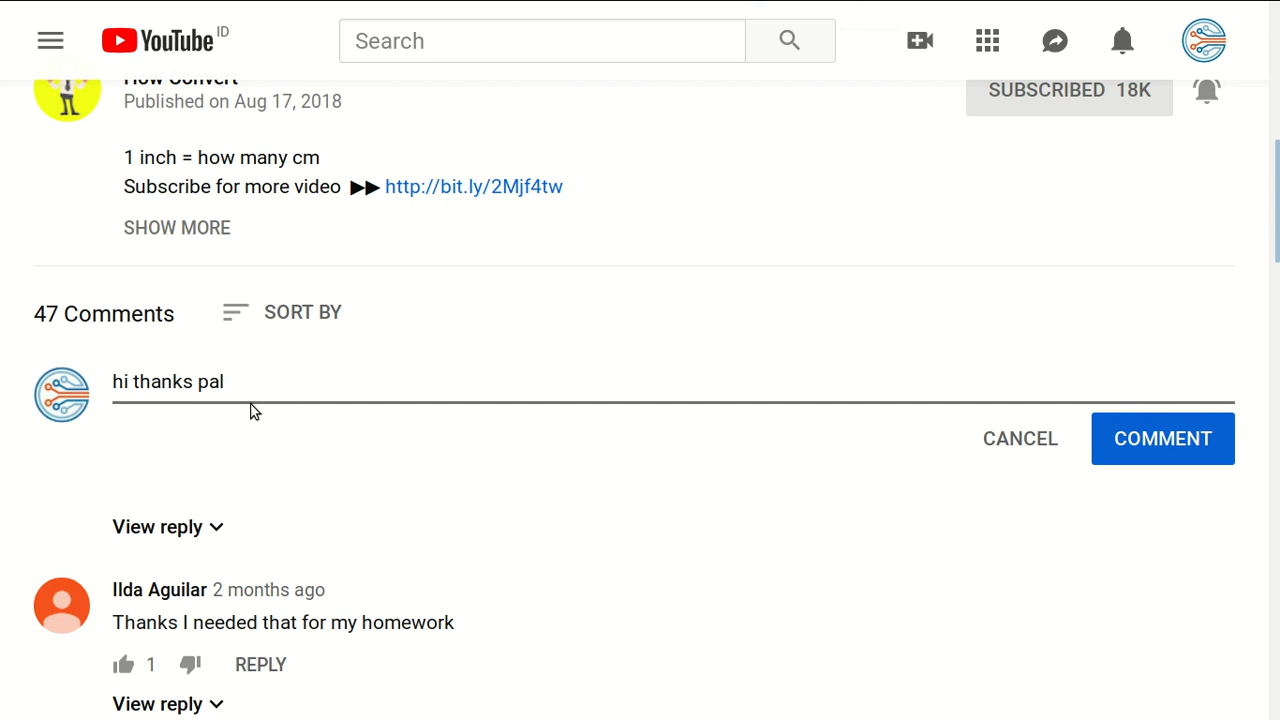 YouTube ID
Search
How Convert
Published on Aug 17, 2018
SUBSCRIBED 18K
1 inch = how many cm
Subscribe for more video ▶▶ http://bit.ly/2Mjf4tw
SHOW MORE
47 Comments
SORT BY
hi thanks pal
CANCEL
COMMENT
View reply
Ilda Aguilar 2 months ago
Thanks I needed that for my homework
1
REPLY
View reply